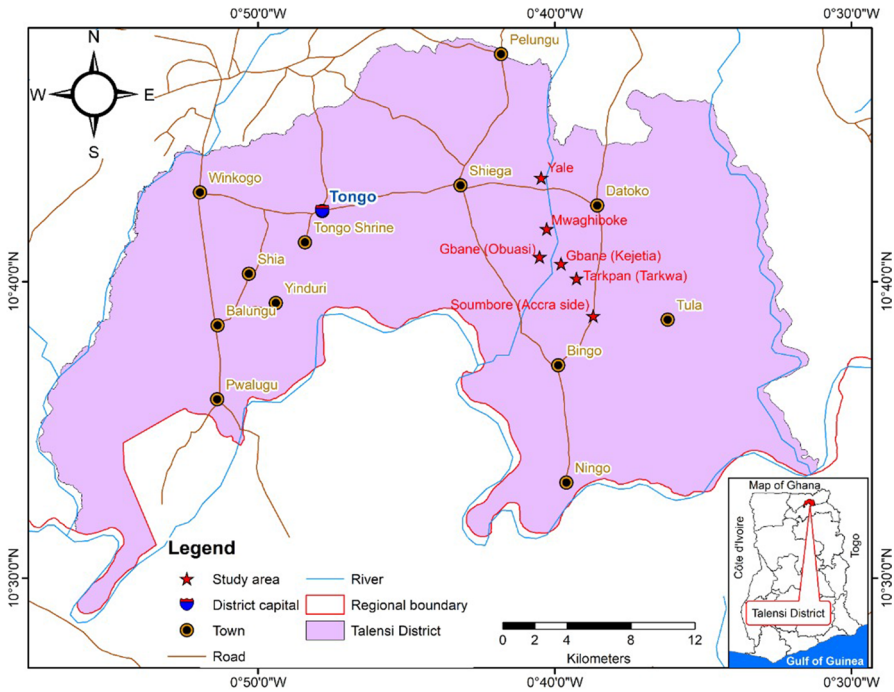 0°50'0"W
0°40'0"W
0°30'0"W
N
W
E
S
Pelungu
Winkogo
Shiega
Yale
Tongo
Datoko
Tongo Shrine
Mwaghiboke
Gbane (Obuasi)
Gbane (Kejetia)
Shia
Tarkpan (Tarkwa)
10°40'0"N
10°40'0"N
Yinduri
Soumbore (Accra side)
Tula
Balungu
Bingo
Pwalugu
Ningo
Map of Ghana
Côte d'Ivoire
Togo
Talensi District
Gulf of Guinea
Legend
Study area
River
District capital
Regional boundary
Town
Talensi District
Road
0 2 4 8 12
Kilometers
10°30'0"N
10°30'0"N
0°50'0"W
0°40'0"W
0°30'0"W